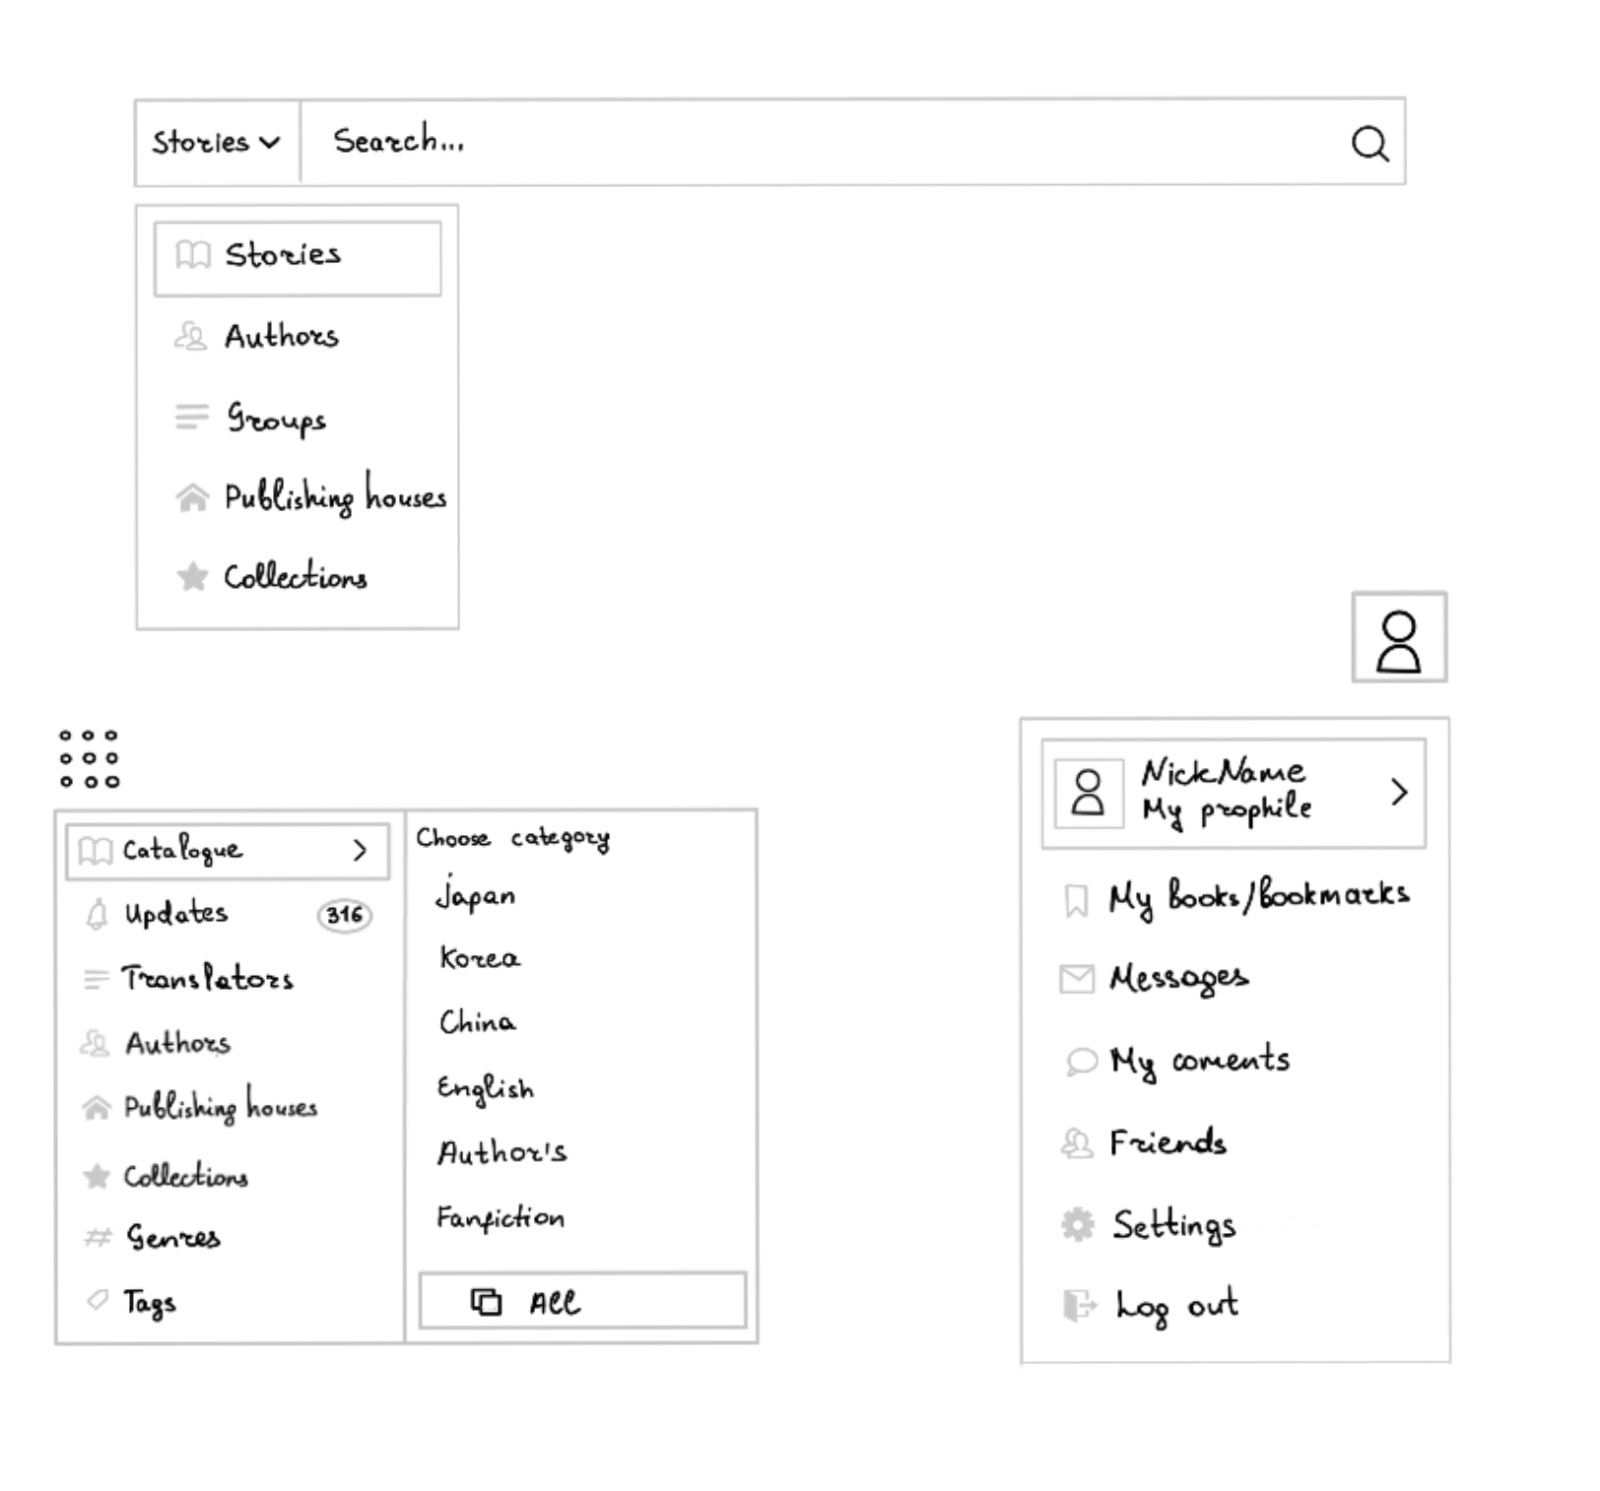 Stories
Search...
Stories
Authors
Groups
Publishing houses
Collections
Catalogue
Updates 316
Translators
Authors
Publishing houses
Collections
Genres
Tags
Choose category
Japan
Korea
China
English
Author's
Fanfiction
All
NickName
My prophile
My books/bookmarks
Messages
My coments
Friends
Settings
Log out